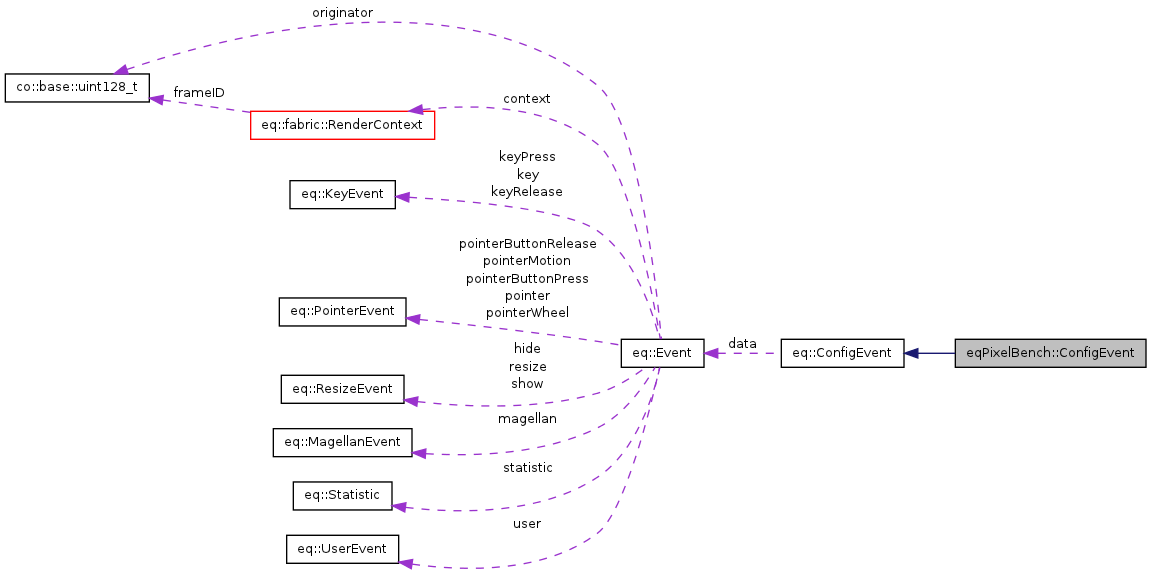 originator
co::base::uint128_t
frameID
context
eq::fabric::RenderContext
keyPress
key
keyRelease
eq::KeyEvent
pointerButtonRelease
pointerMotion
pointerButtonPress
pointer
pointerWheel
eq::PointerEvent
hide
resize
show
eq::Event
data
eq::ConfigEvent
eqPixelBench::ConfigEvent
eq::ResizeEvent
magellan
eq::MagellanEvent
statistic
eq::Statistic
user
eq::UserEvent